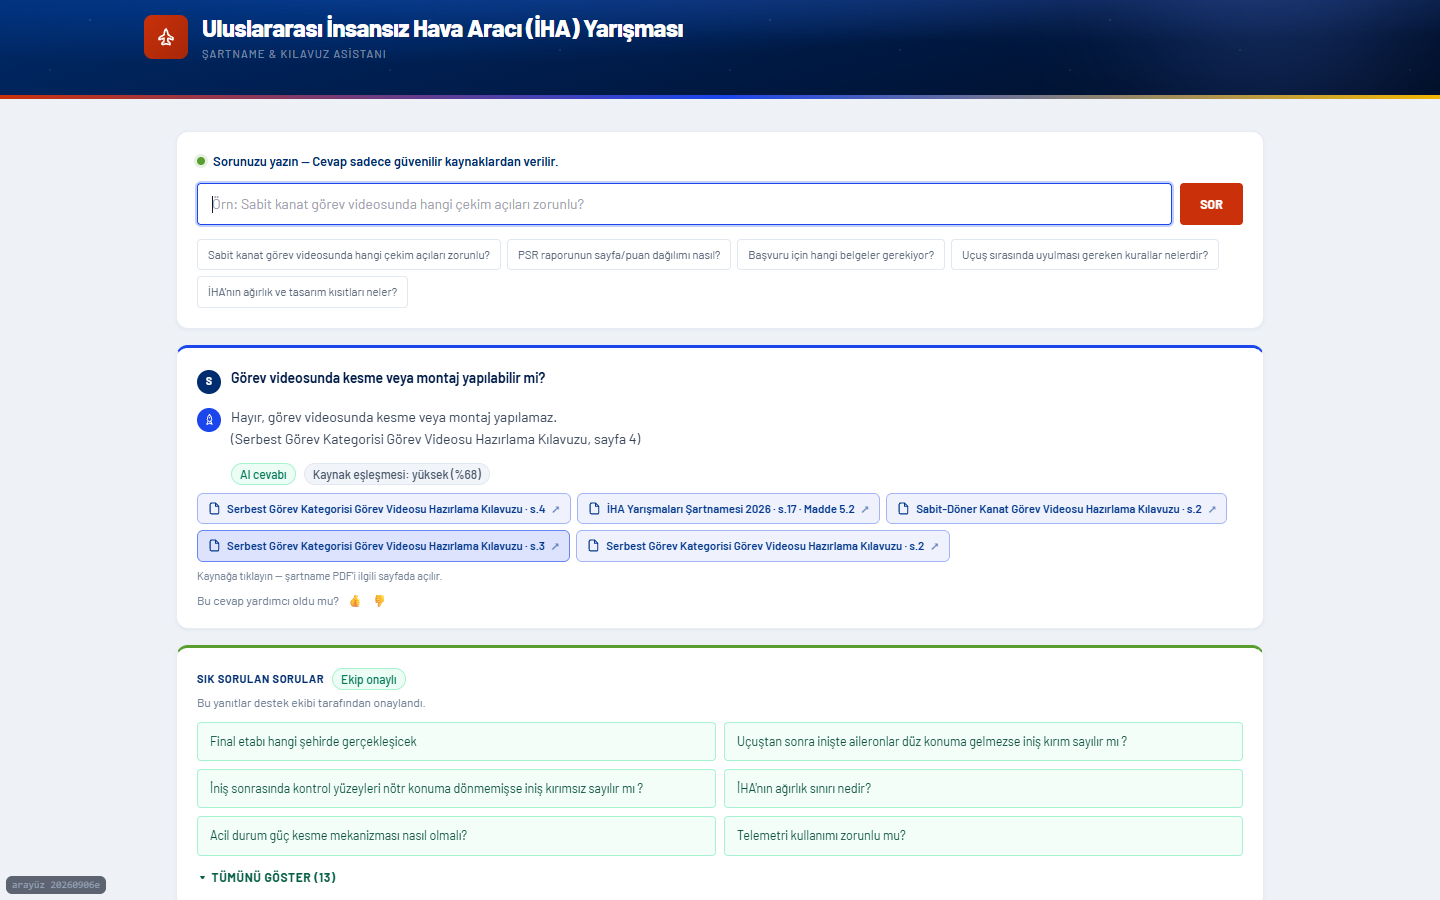 Uluslararası İnsansız Hava Aracı (İHA) Yarışması
ŞARTNAME & KILAVUZ ASİSTANI
Sorunuzu yazın — Cevap sadece güvenilir kaynaklardan verilir.
Örn: Sabit kanat görev videosunda hangi çekim açıları zorunlu?
SOR
Sabit kanat görev videosunda hangi çekim açıları zorunlu?
PSR raporunun sayfa/puan dağılımı nasıl?
Başvuru için hangi belgeler gerekiyor?
Uçuş sırasında uyulması gereken kurallar nelerdir?
İHA'nın ağırlık ve tasarım kısıtları neler?
S
Görev videosunda kesme veya montaj yapılabilir mi?
Hayır, görev videosunda kesme veya montaj yapılamaz.
(Serbest Görev Kategorisi Görev Videosu Hazırlama Kılavuzu, sayfa 4)
AI cevabı
Kaynak eşleşmesi: yüksek (%68)
Serbest Görev Kategorisi Görev Videosu Hazırlama Kılavuzu · s.4 ↗
İHA Yarışmaları Şartnamesi 2026 · s.17 · Madde 5.2 ↗
Sabit-Döner Kanat Görev Videosu Hazırlama Kılavuzu · s.2 ↗
Serbest Görev Kategorisi Görev Videosu Hazırlama Kılavuzu · s.3 ↗
Serbest Görev Kategorisi Görev Videosu Hazırlama Kılavuzu · s.2 ↗
Kaynağa tıklayın — şartname PDF'i ilgili sayfada açılır.
Bu cevap yardımcı oldu mu? 👍 👎
SIK SORULAN SORULAR
Ekip onaylı
Bu yanıtlar destek ekibi tarafından onaylandı.
Final etabı hangi şehirde gerçekleşicek
Uçuştan sonra inişte aileronlar düz konuma gelmezse iniş kırım sayılır mı ?
İniş sonrasında kontrol yüzeyleri nötr konuma dönmemişse iniş kırımsız sayılır mı ?
İHA'nın ağırlık sınırı nedir?
Acil durum güç kesme mekanizması nasıl olmalı?
Telemetri kullanımı zorunlu mu?
TÜMÜNÜ GÖSTER (13)
arayüz 20260906e